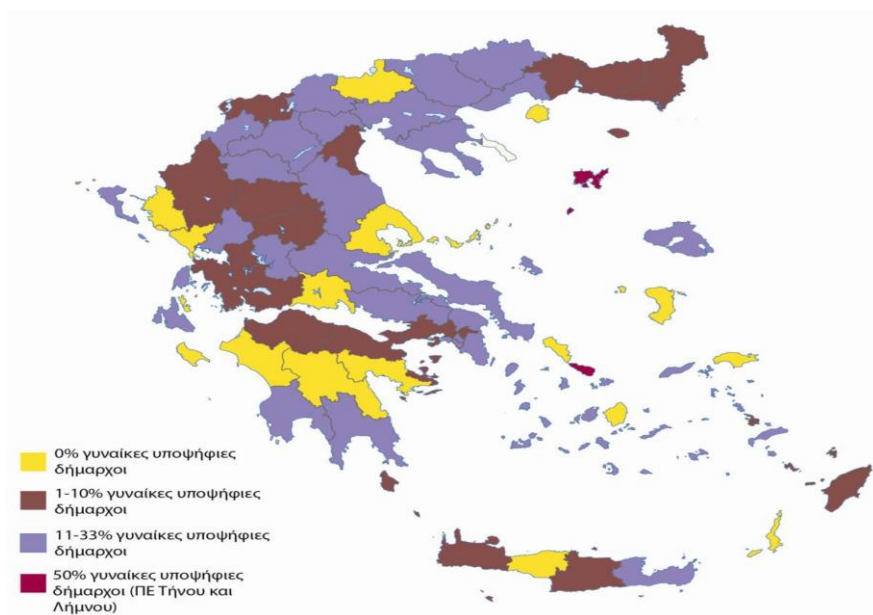 0% γυναίκες υποψήφιες
δήμαρχοι
1-10% γυναίκες υποψήφιες
δήμαρχοι
11-33% γυναίκες υποψήφιες
δήμαρχοι
50% γυναίκες υποψήφιες
δήμαρχοι (ΠΕ Τήνου και
Λήμνου)